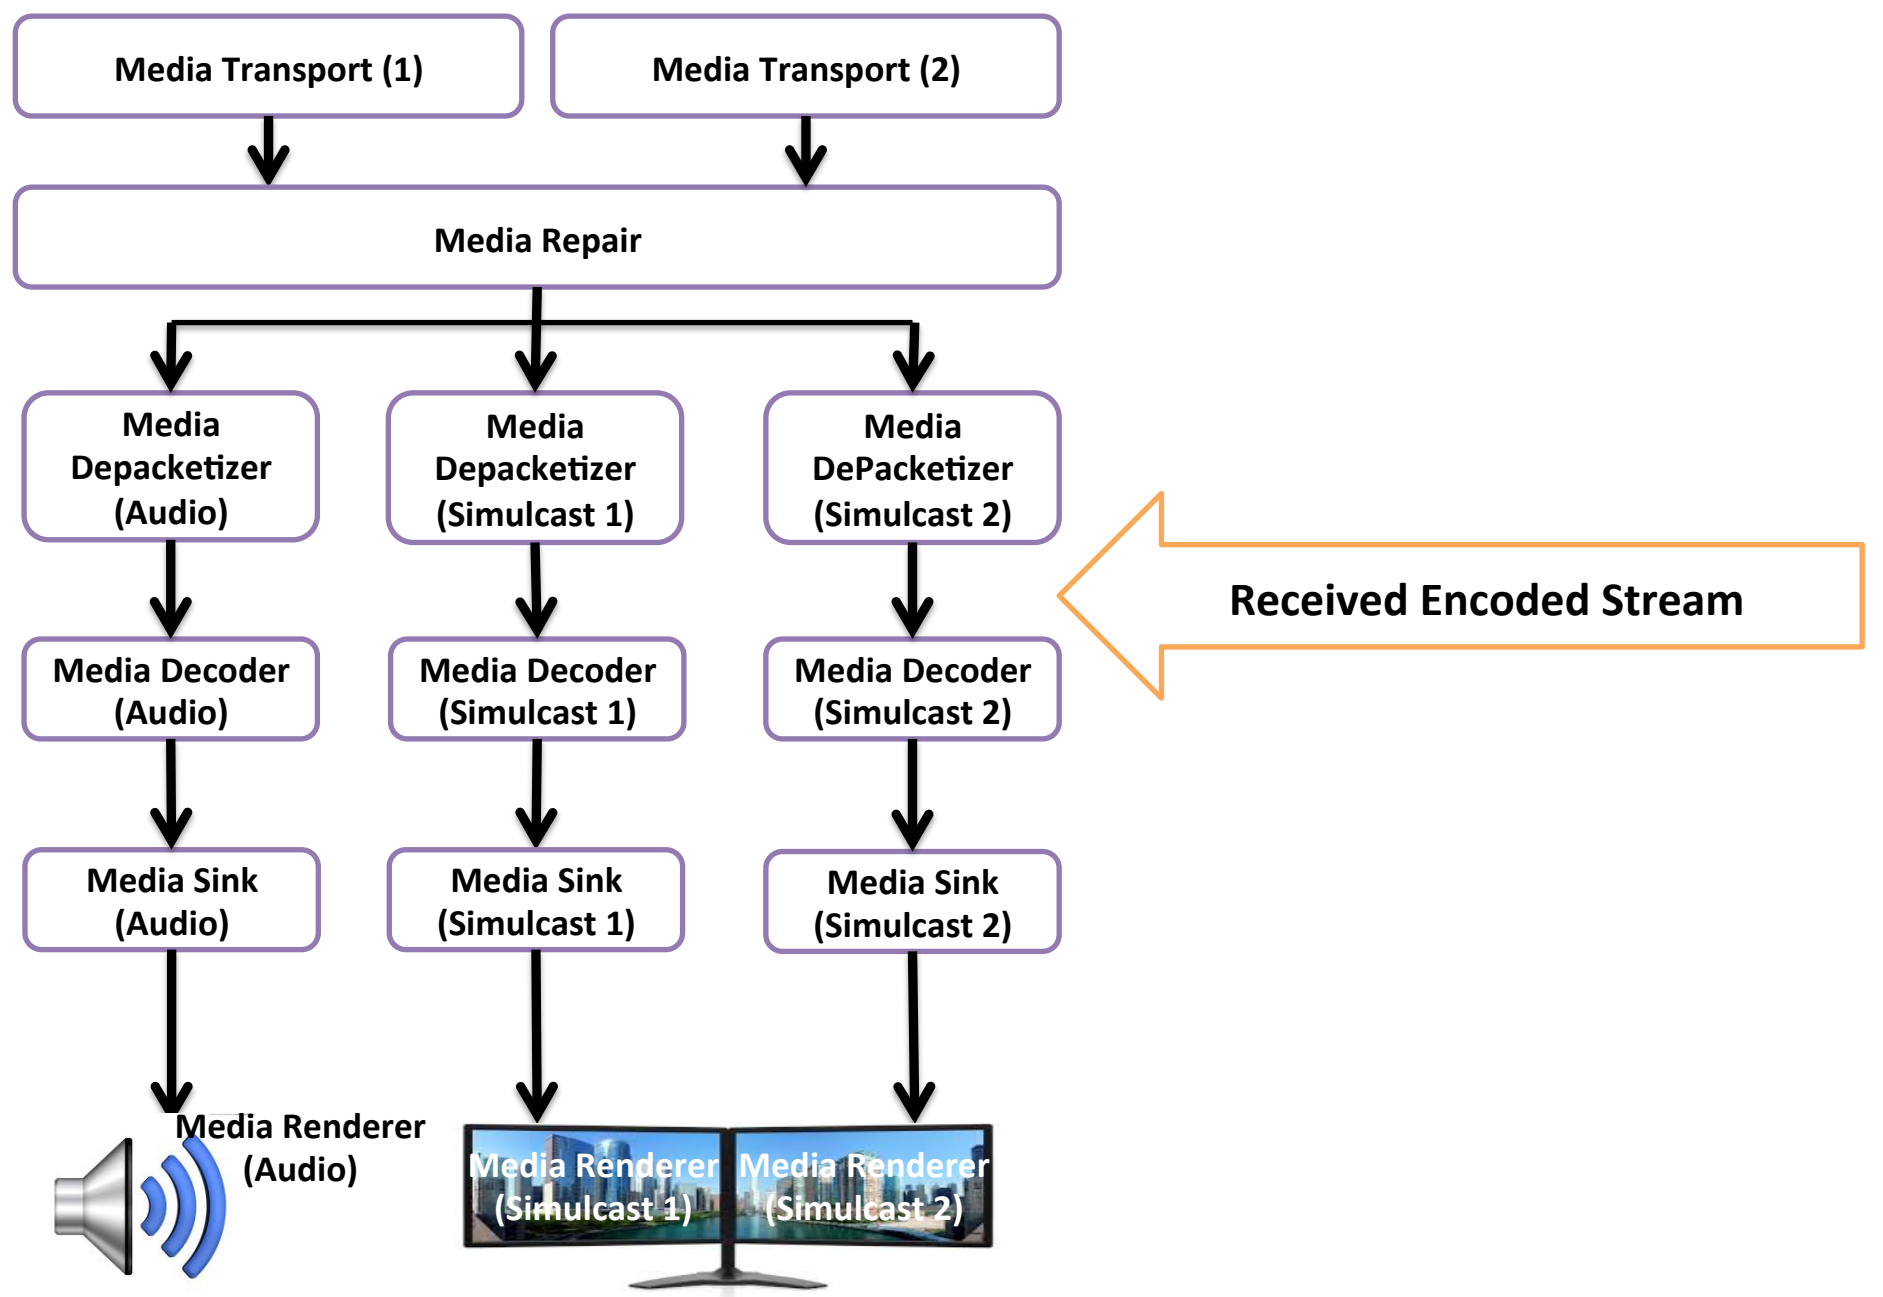 Media Transport (1)
Media Transport (2)
Media Repair
Media
Depacketizer
(Audio)
Media
Depacketizer
(Simulcast 1)
Media
DePacketizer
(Simulcast 2)
Received Encoded Stream
Media Decoder
(Audio)
Media Decoder
(Simulcast 1)
Media Decoder
(Simulcast 2)
Media Sink
(Audio)
Media Sink
(Simulcast 1)
Media Sink
(Simulcast 2)
Media Renderer
(Audio)
Media Renderer
(Simulcast 1)
Media Renderer
(Simulcast 2)